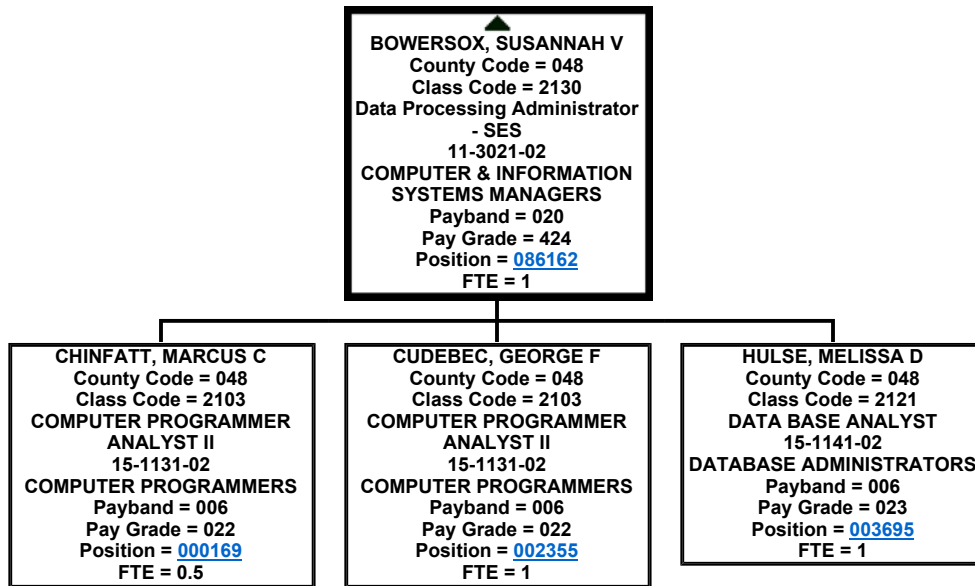 BOWERSOX, SUSANNAH V
County Code = 048
Class Code = 2130
Data Processing Administrator
- SES
11-3021-02
COMPUTER & INFORMATION
SYSTEMS MANAGERS
Payband = 020
Pay Grade = 424
Position = 086162
FTE = 1
CHINFATT, MARCUS C
County Code = 048
Class Code = 2103
COMPUTER PROGRAMMER
ANALYST II
15-1131-02
COMPUTER PROGRAMMERS
Payband = 006
Pay Grade = 022
Position = 000169
FTE = 0.5
CUDEBEC, GEORGE F
County Code = 048
Class Code = 2103
COMPUTER PROGRAMMER
ANALYST II
15-1131-02
COMPUTER PROGRAMMERS
Payband = 006
Pay Grade = 022
Position = 002355
FTE = 1
HULSE, MELISSA D
County Code = 048
Class Code = 2121
DATA BASE ANALYST
15-1141-02
DATABASE ADMINISTRATORS
Payband = 006
Pay Grade = 023
Position = 003695
FTE = 1